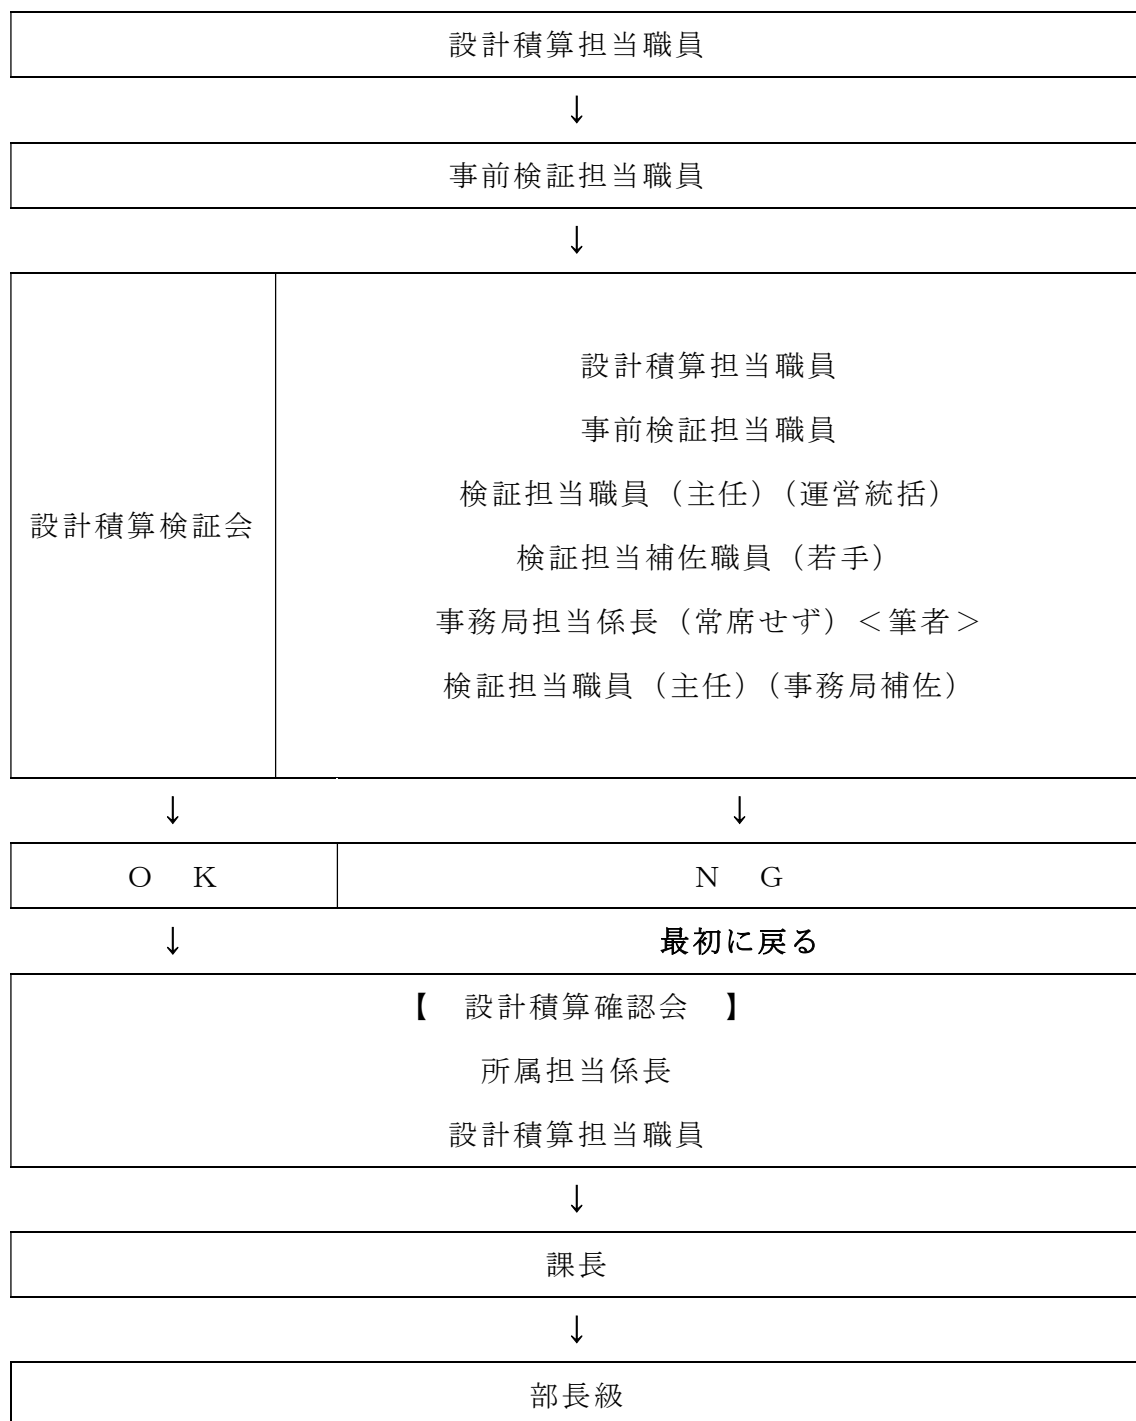 設計積算担当職員
↓
事前検証担当職員
↓
設計積算検証会
設計積算担当職員
事前検証担当職員
検証担当職員（主任）（運営統括）
検証担当補佐職員（若手）
事務局担当係長（常席せず）＜筆者＞
検証担当職員（主任）（事務局補佐）
↓ ↓
Ｏ　Ｋ Ｎ　Ｇ
↓ 最初に戻る
【　設計積算確認会　】
所属担当係長
設計積算担当職員
↓
課長
↓
部長級